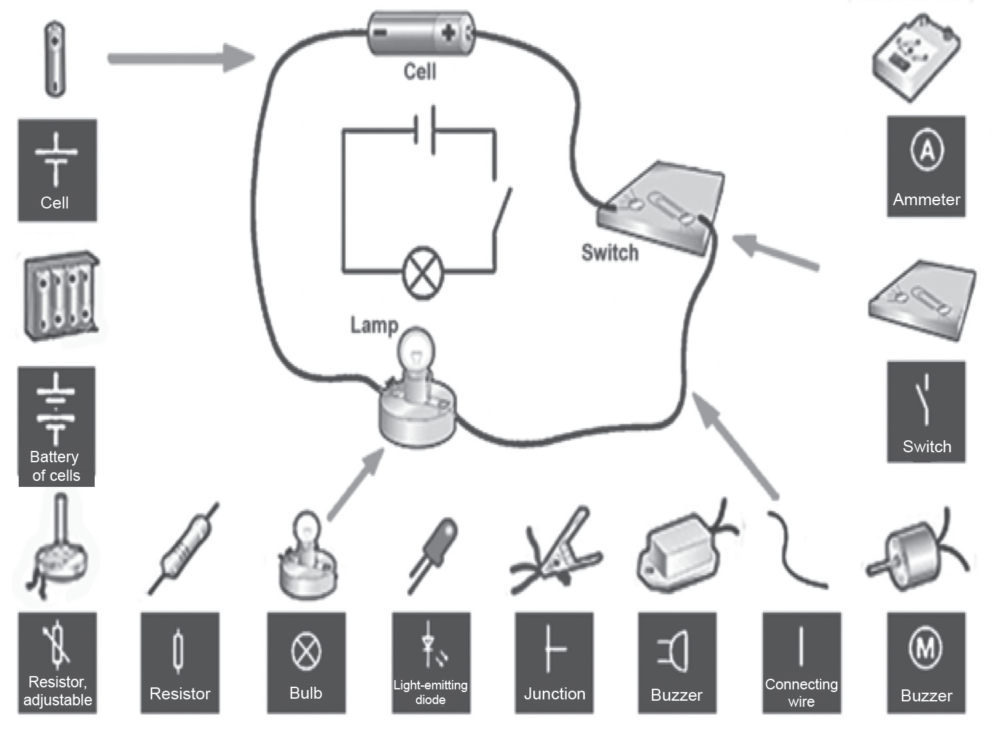 Cell
A
Ammeter
Cell
Switch
Lamp
Battery
of cells
Switch
Resistor,
adjustable
Resistor
Bulb
Light-emitting
diode
Junction
Buzzer
Connecting
wire
M
Buzzer